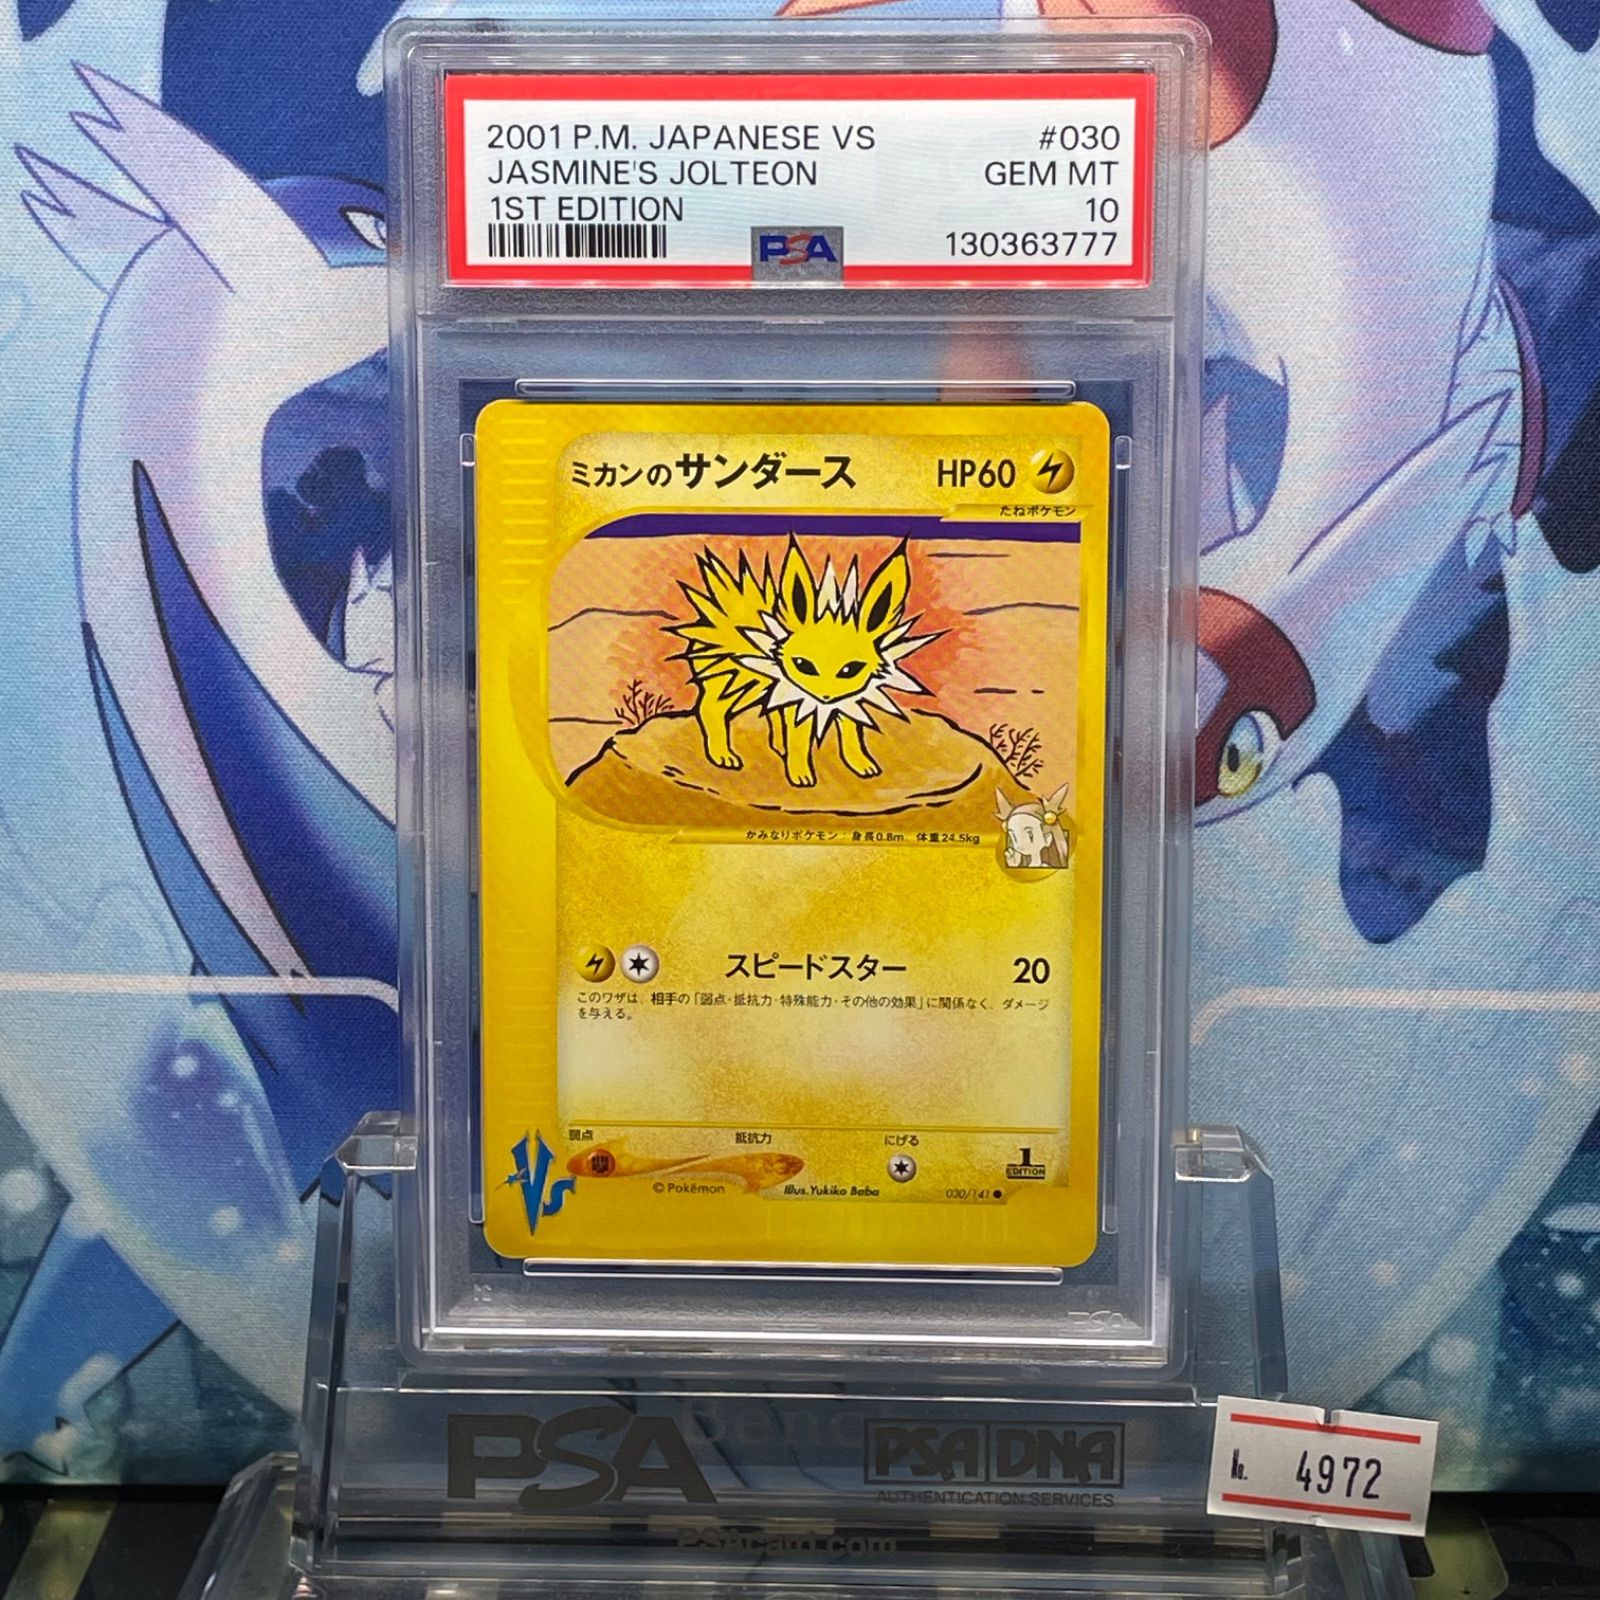 2001 P.M. JAPANESE VS #030
JASMINE'S JOLTEON GEM MT
1ST EDITION 10
PSA 130363777
ミカンのサンダース HP60
たねポケモン
かみなりポケモン 身長0.8m 体重24.5kg
スピードスター 20
このワザは、相手の「弱点・抵抗力・特殊能力・その他の効果」に関係なく、ダメージ
を与える。
弱点 抵抗力 にげる
1 EDITION
VS
©Pokémon Illus.Yukiko Baba 030/141
PSA
PSA
PSA DNA
AUTHENTICATION SERVICES
PSAcard.com
No. 4972